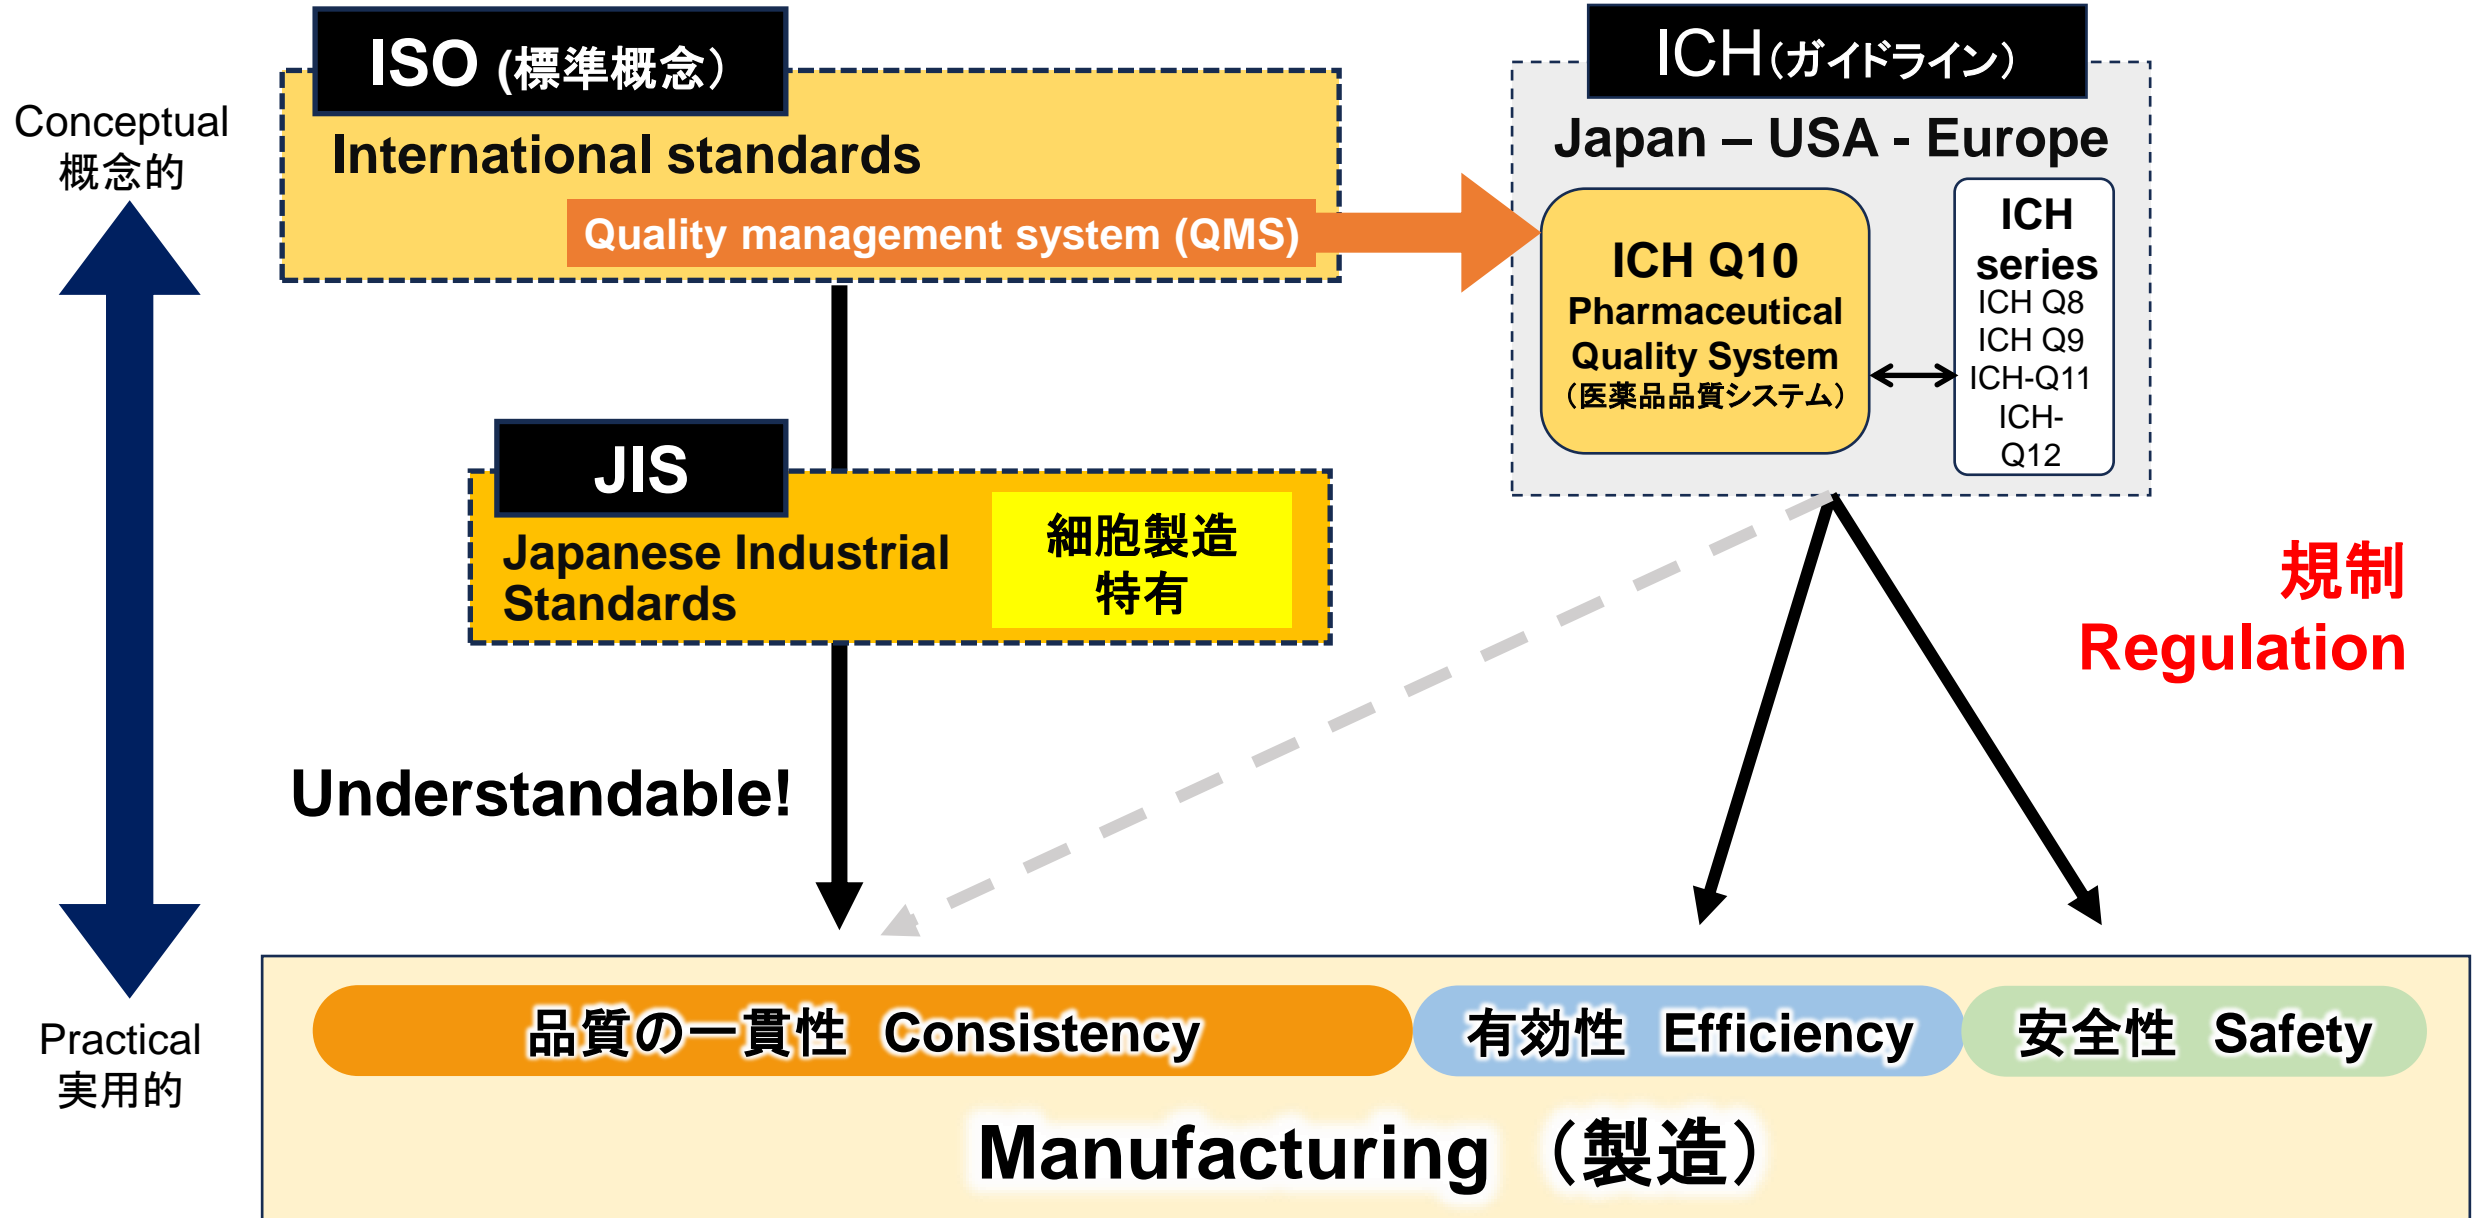 ISO (標準概念）
ICH（ガイドライン）
Conceptual
概念的
International standards
Quality management system (QMS)
Japan – USA - Europe
ICH Q10
Pharmaceutical
Quality System
（医薬品品質システム）
ICH
series
ICH Q8
ICH Q9
ICH-Q11
ICH-
Q12
JIS
Japanese Industrial
Standards
細胞製造
特有
規制
Regulation
Understandable!
Practical
実用的
品質の一貫性 Consistency
有効性 Efficiency
安全性 Safety
Manufacturing （製造）